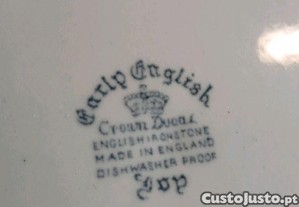 Early English
Crown Ducal
ENGLISH IRONSTONE
MADE IN ENGLAND
DISHWASHER PROOF
CustoJusto.pt